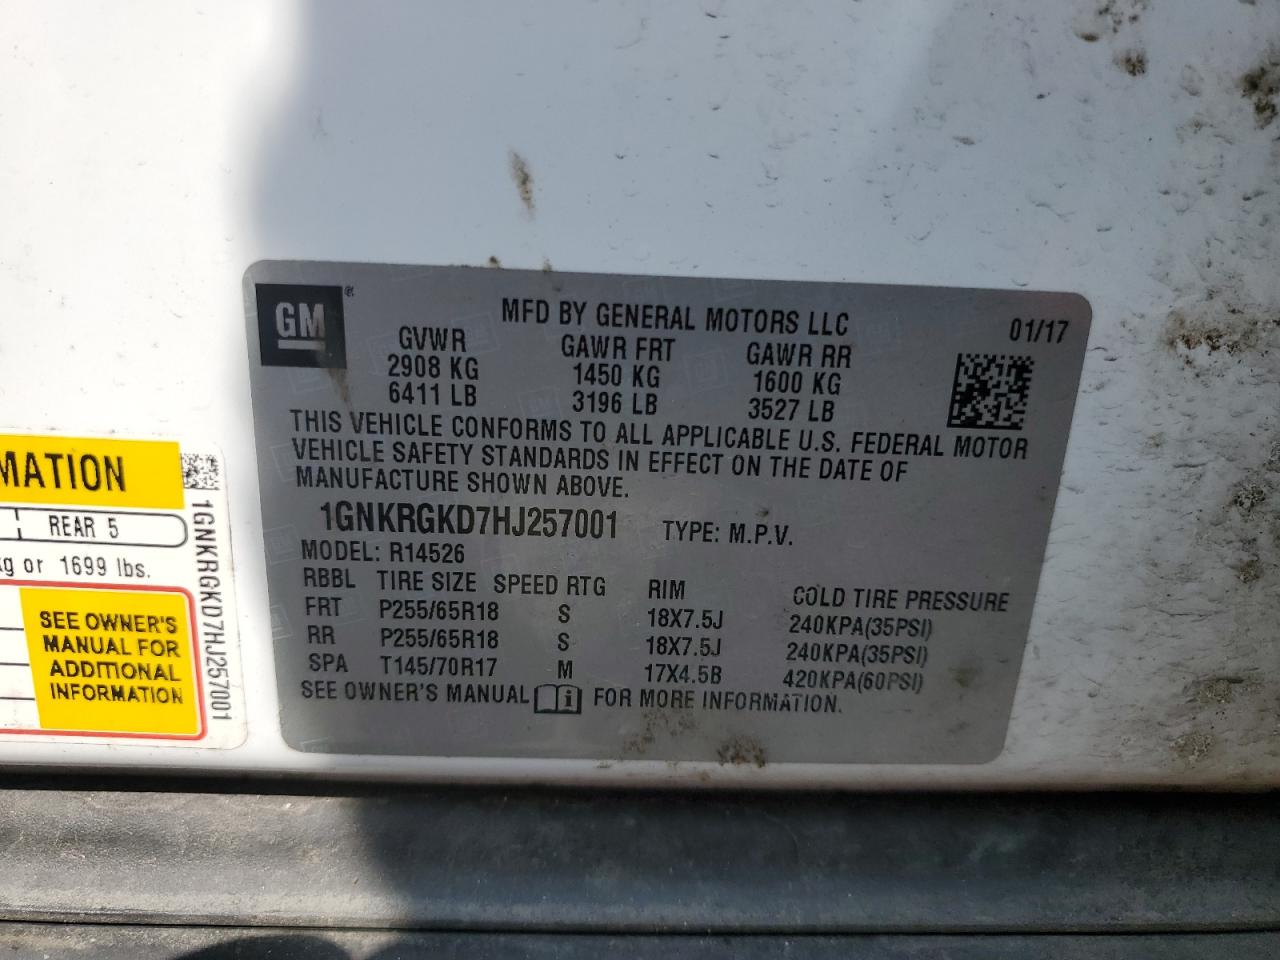 GM
MFD BY GENERAL MOTORS LLC
01/17
GVWR GAWR FRT GAWR RR
2908 KG 1450 KG 1600 KG
6411 LB 3196 LB 3527 LB
THIS VEHICLE CONFORMS TO ALL APPLICABLE U.S. FEDERAL MOTOR
VEHICLE SAFETY STANDARDS IN EFFECT ON THE DATE OF
MANUFACTURE SHOWN ABOVE.
1GNKRGKD7HJ257001 TYPE: M.P.V.
MODEL: R14526
RBBL TIRE SIZE SPEED RTG RIM COLD TIRE PRESSURE
FRT P255/65R18 S 18X7.5J 240KPA(35PSI)
RR P255/65R18 S 18X7.5J 240KPA(35PSI)
SPA T145/70R17 M 17X4.5B 420KPA(60PSI)
SEE OWNER'S MANUAL FOR MORE INFORMATION.
MATION
REAR 5
kg or 1699 lbs.
SEE OWNER'S
MANUAL FOR
ADDITIONAL
INFORMATION
1GNKRGKD7HJ257001